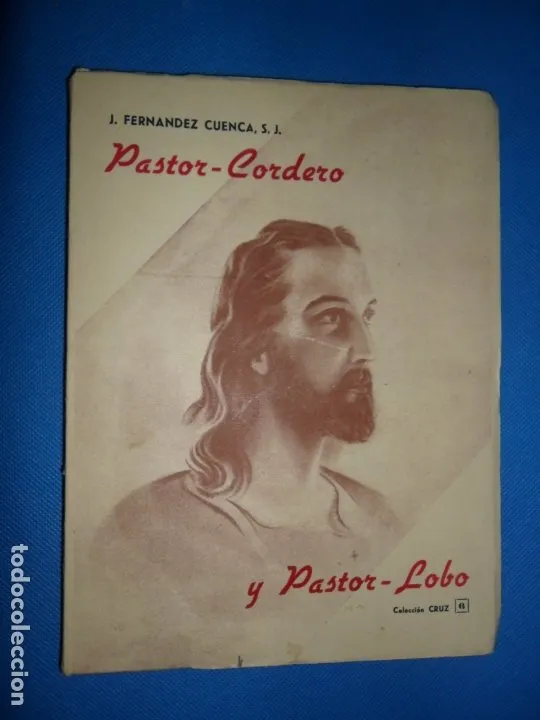 J. FERNANDEZ CUENCA, S. J.
Pastor-Cordero
y Pastor-Lobo
Colección CRUZ 6
todocoleccion